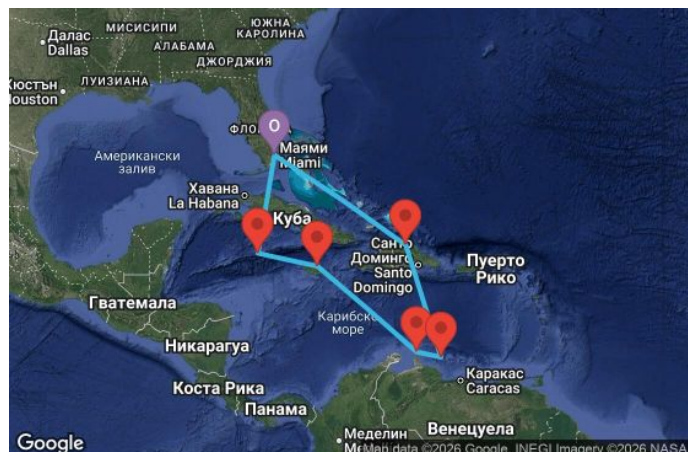 Далас
Dallas
МИСИСИПИ
АЛАБАМА
ДЖОРДЖИЯ
ЮЖНА
КАРОЛИНА
Хюстън
Houston
ЛУИЗИАНА
O
Американски
залив
Маями
Miami
Хавана
La Habana
Куба
Санто
Доминго
Santo
Domingo
Пуерто
Рико
Гватемала
Карибско
море
Никарагуа
Каракас
Caracas
Коста Рика
Панама
Венецуела
Меделин
Google
Map data ©2026 Google, INEGI Imagery ©2026 NASA